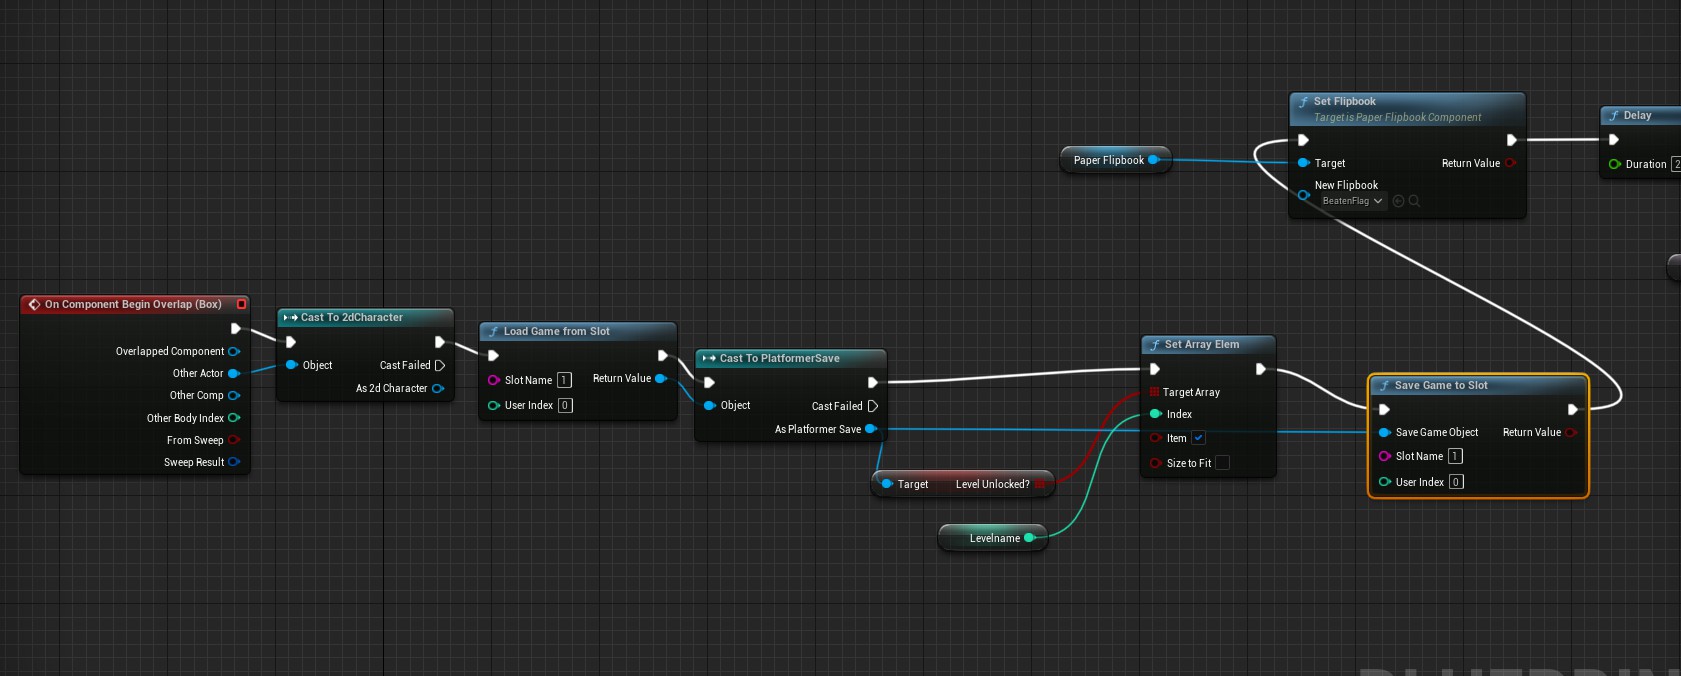 Set Flipbook
Target is Paper Flipbook Component
Target
Return Value
New Flipbook
BeatenFlag
Delay
Duration
2
Paper Flipbook
On Component Begin Overlap (Box)
Overlapped Component
Other Actor
Other Comp
Other Body Index
From Sweep
Sweep Result
Cast To 2dCharacter
Object
Cast Failed
As 2d Character
Load Game from Slot
Slot Name 1
Return Value
User Index 0
Cast To PlatformerSave
Object
Cast Failed
As Platformer Save
Target
Level Unlocked?
Levelname
Set Array Elem
Target Array
Index
Item
Size to Fit
Save Game to Slot
Save Game Object
Return Value
Slot Name 1
User Index 0